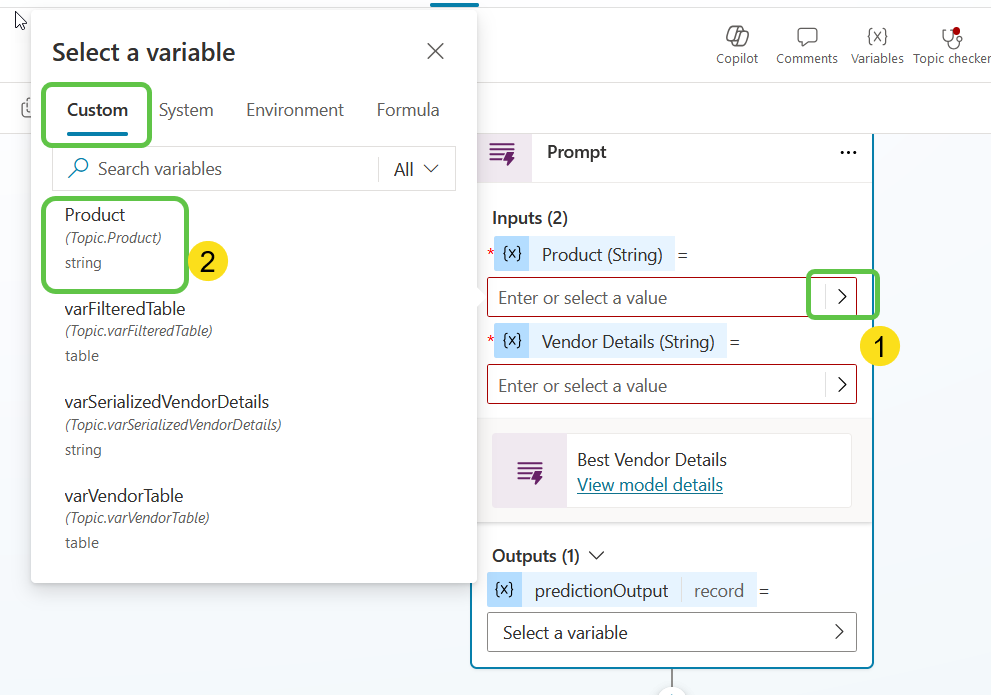 Select a variable
Custom
System
Environment
Formula
Search variables
All
Product
(Topic.Product)
string
2
varFilteredTable
(Topic.varFilteredTable)
table
varSerializedVendorDetails
(Topic.varSerializedVendorDetails)
string
varVendorTable
(Topic.varVendorTable)
table
Copilot
Comments
{x}
Variables
Topic checker
Prompt
...
Inputs (2)
* {x} Product (String) =
Enter or select a value
1
* {x} Vendor Details (String) =
Enter or select a value
Best Vendor Details
View model details
Outputs (1)
{x} predictionOutput record =
Select a variable